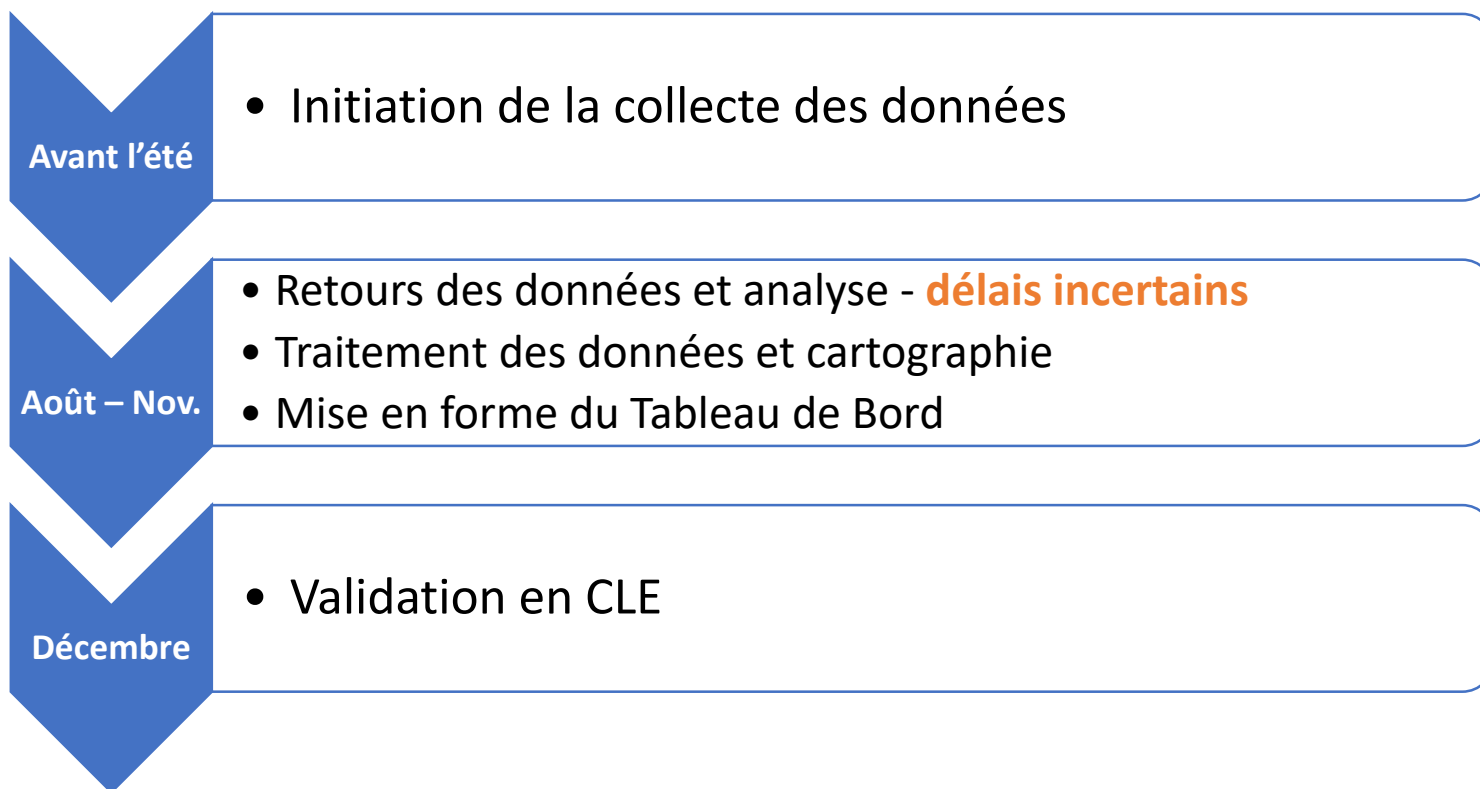 Avant l’été
• Initiation de la collecte des données
Août – Nov.
• Retours des données et analyse - délais incertains
• Traitement des données et cartographie
• Mise en forme du Tableau de Bord
Décembre
• Validation en CLE